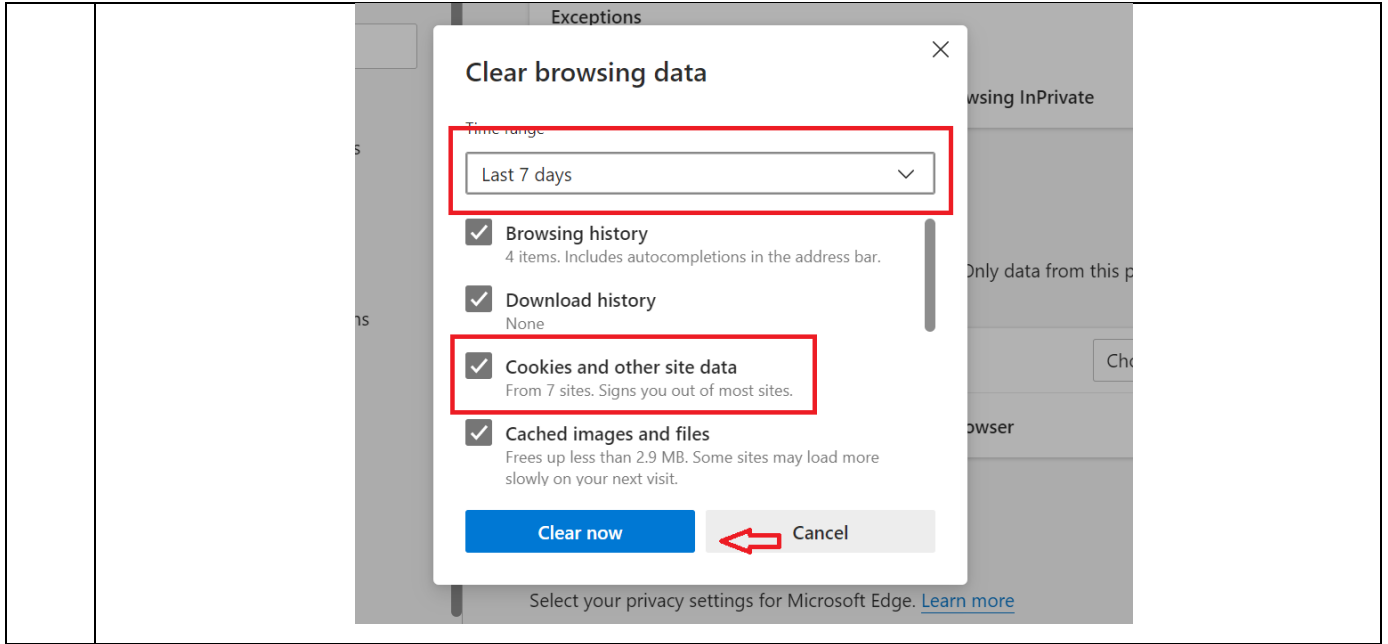 Exceptions
Clear browsing data
wsing InPrivate
Time range
s
Last 7 days
Browsing history
4 items. Includes autocompletions in the address bar.
Only data from this p
Download history
None
ns
Cookies and other site data
From 7 sites. Signs you out of most sites.
Cho
Cached images and files
owser
Frees up less than 2.9 MB. Some sites may load more
slowly on your next visit.
Clear now
Cancel
Select your privacy settings for Microsoft Edge. Learn more